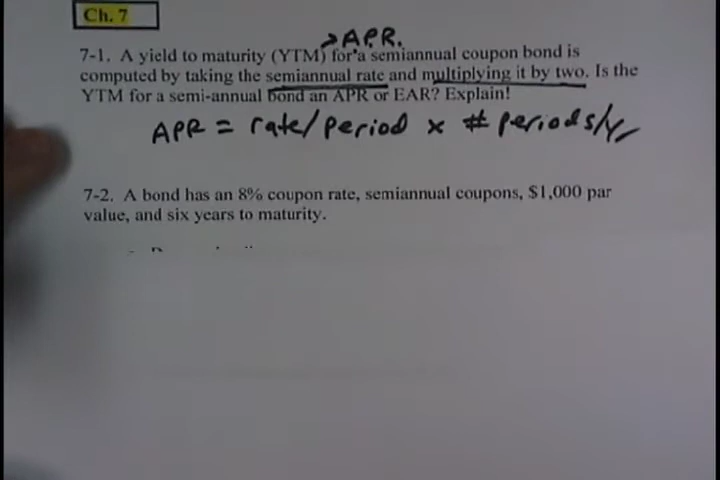 Ch. 7
→ APR.
7-1. A yield to maturity (YTM) for a semiannual coupon bond is
computed by taking the semiannual rate and multiplying it by two. Is the
YTM for a semi-annual bond an APR or EAR? Explain!
APR = rate/period x # periods/yr
7-2. A bond has an 8% coupon rate, semiannual coupons, $1,000 par
value, and six years to maturity.